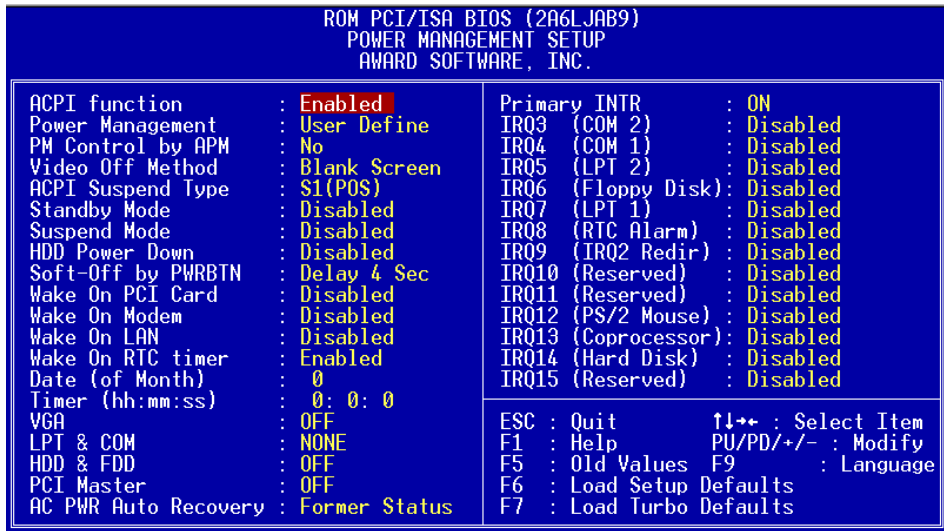 ROM PCI/ISA BIOS (2A6LJAB9)
POWER MANAGEMENT SETUP
AWARD SOFTWARE, INC.
ACPI function : Enabled
Power Management : User Define
PM Control by APM : No
Video Off Method : Blank Screen
ACPI Suspend Type : S1(POS)
Standby Mode : Disabled
Suspend Mode : Disabled
HDD Power Down : Disabled
Soft-Off by PWRBTN : Delay 4 Sec
Wake On PCI Card : Disabled
Wake On Modem : Disabled
Wake On LAN : Disabled
Wake On RTC timer : Enabled
Date (of Month) : 0
Timer (hh:mm:ss) : 0: 0: 0
VGA : OFF
LPT & COM : NONE
HDD & FDD : OFF
PCI Master : OFF
AC PWR Auto Recovery : Former Status
Primary INTR : ON
IRQ3 (COM 2) : Disabled
IRQ4 (COM 1) : Disabled
IRQ5 (LPT 2) : Disabled
IRQ6 (Floppy Disk): Disabled
IRQ7 (LPT 1) : Disabled
IRQ8 (RTC Alarm) : Disabled
IRQ9 (IRQ2 Redir) : Disabled
IRQ10 (Reserved) : Disabled
IRQ11 (Reserved) : Disabled
IRQ12 (PS/2 Mouse) : Disabled
IRQ13 (Coprocessor): Disabled
IRQ14 (Hard Disk) : Disabled
IRQ15 (Reserved) : Disabled
ESC : Quit ↑↓→← : Select Item
F1 : Help PU/PD/+/- : Modify
F5 : Old Values F9 : Language
F6 : Load Setup Defaults
F7 : Load Turbo Defaults